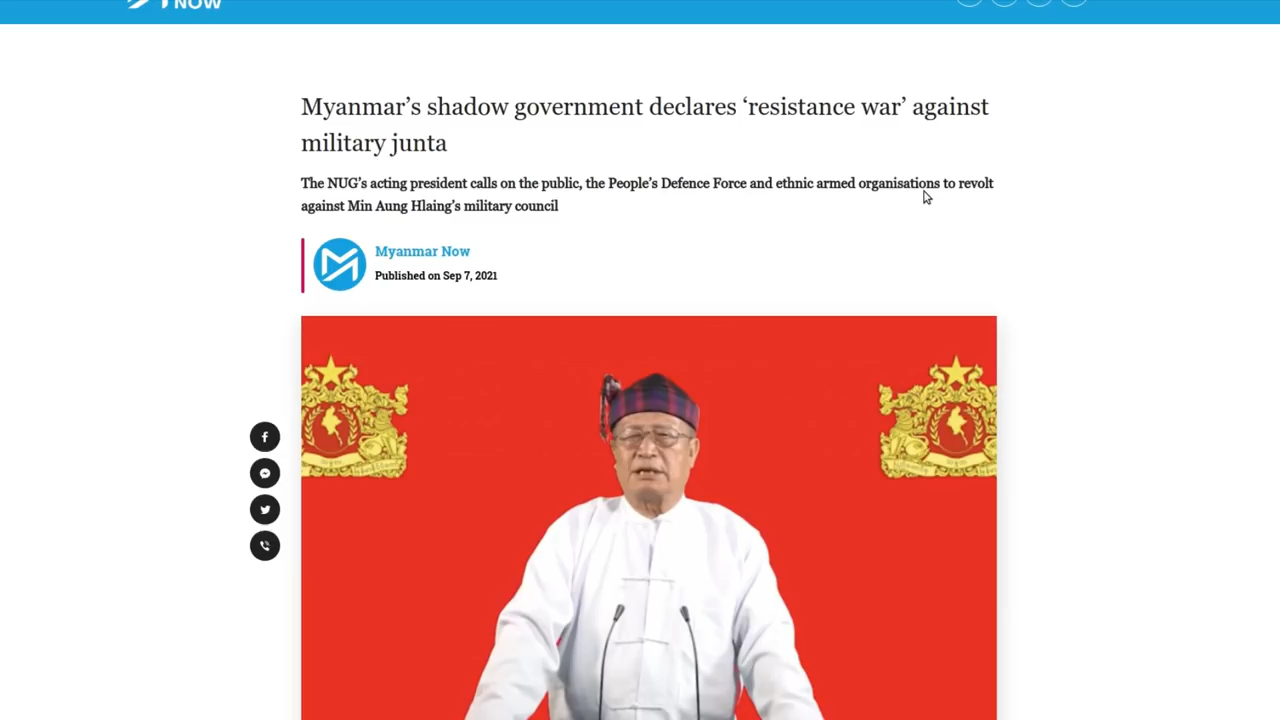 NOW
Myanmar’s shadow government declares ‘resistance war’ against
military junta
The NUG’s acting president calls on the public, the People’s Defence Force and ethnic armed organisations to revolt
against Min Aung Hlaing’s military council
Myanmar Now
Published on Sep 7, 2021